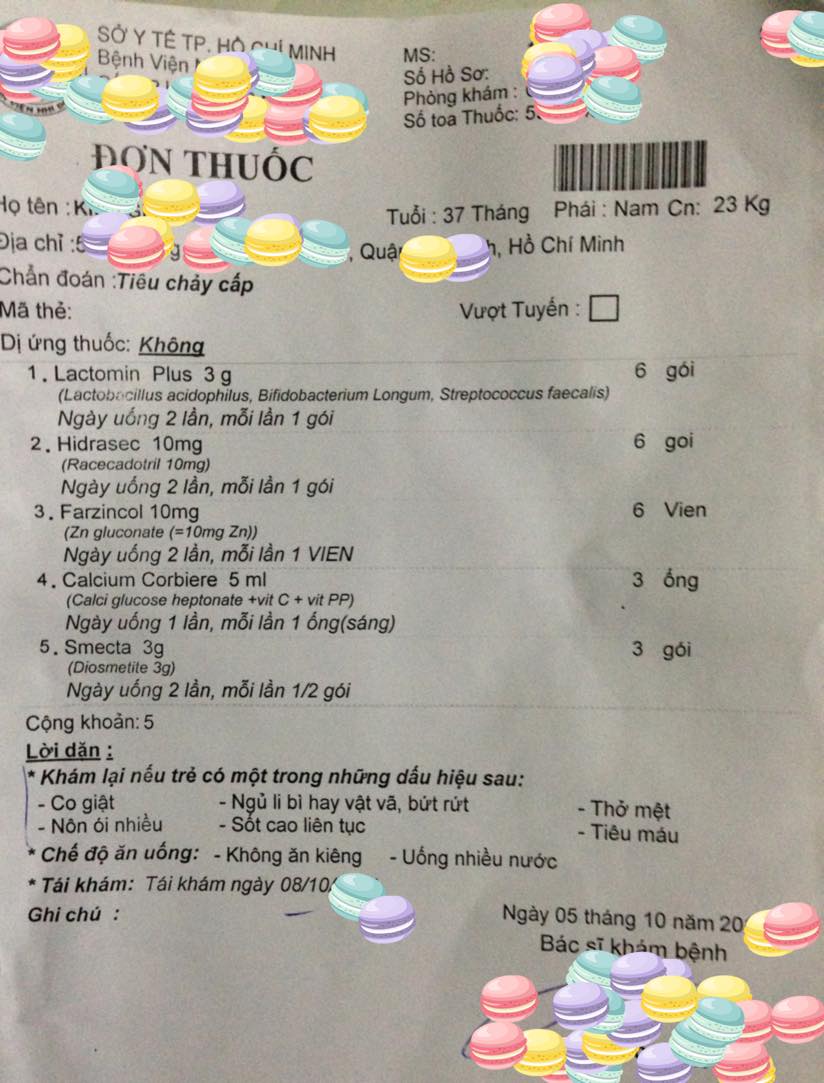 SỞ Y TẾ TP. HỒ CHÍ MINH
Bệnh Viện
MS:
Số Hồ Sơ:
Phòng khám :
Số toa Thuốc: 5
ĐƠN THUỐC
Họ tên :
Tuổi : 37 Tháng Phái : Nam Cn: 23 Kg
Địa chỉ :5 , Quận , Hồ Chí Minh
Chẩn đoán :Tiêu chảy cấp
Mã thẻ: Vượt Tuyến :
Dị ứng thuốc: Không
1. Lactomin Plus 3 g 6 gói
(Lactobacillus acidophilus, Bifidobacterium Longum, Streptococcus faecalis)
Ngày uống 2 lần, mỗi lần 1 gói
2. Hidrasec 10mg 6 goi
(Racecadotril 10mg)
Ngày uống 2 lần, mỗi lần 1 gói
3. Farzincol 10mg 6 Vien
(Zn gluconate (=10mg Zn))
Ngày uống 2 lần, mỗi lần 1 VIEN
4. Calcium Corbiere 5 ml 3 ống
(Calci glucose heptonate +vit C + vit PP)
Ngày uống 1 lần, mỗi lần 1 ống(sáng)
5. Smecta 3g 3 gói
(Diosmetite 3g)
Ngày uống 2 lần, mỗi lần 1/2 gói
Cộng khoản: 5
Lời dặn :
* Khám lại nếu trẻ có một trong những dấu hiệu sau:
- Co giật - Ngủ li bì hay vật vã, bứt rứt - Thở mệt
- Nôn ói nhiều - Sốt cao liên tục - Tiêu máu
* Chế độ ăn uống: - Không ăn kiêng - Uống nhiều nước
* Tái khám: Tái khám ngày 08/10/
Ghi chú :
Ngày 05 tháng 10 năm 20
Bác sĩ khám bệnh